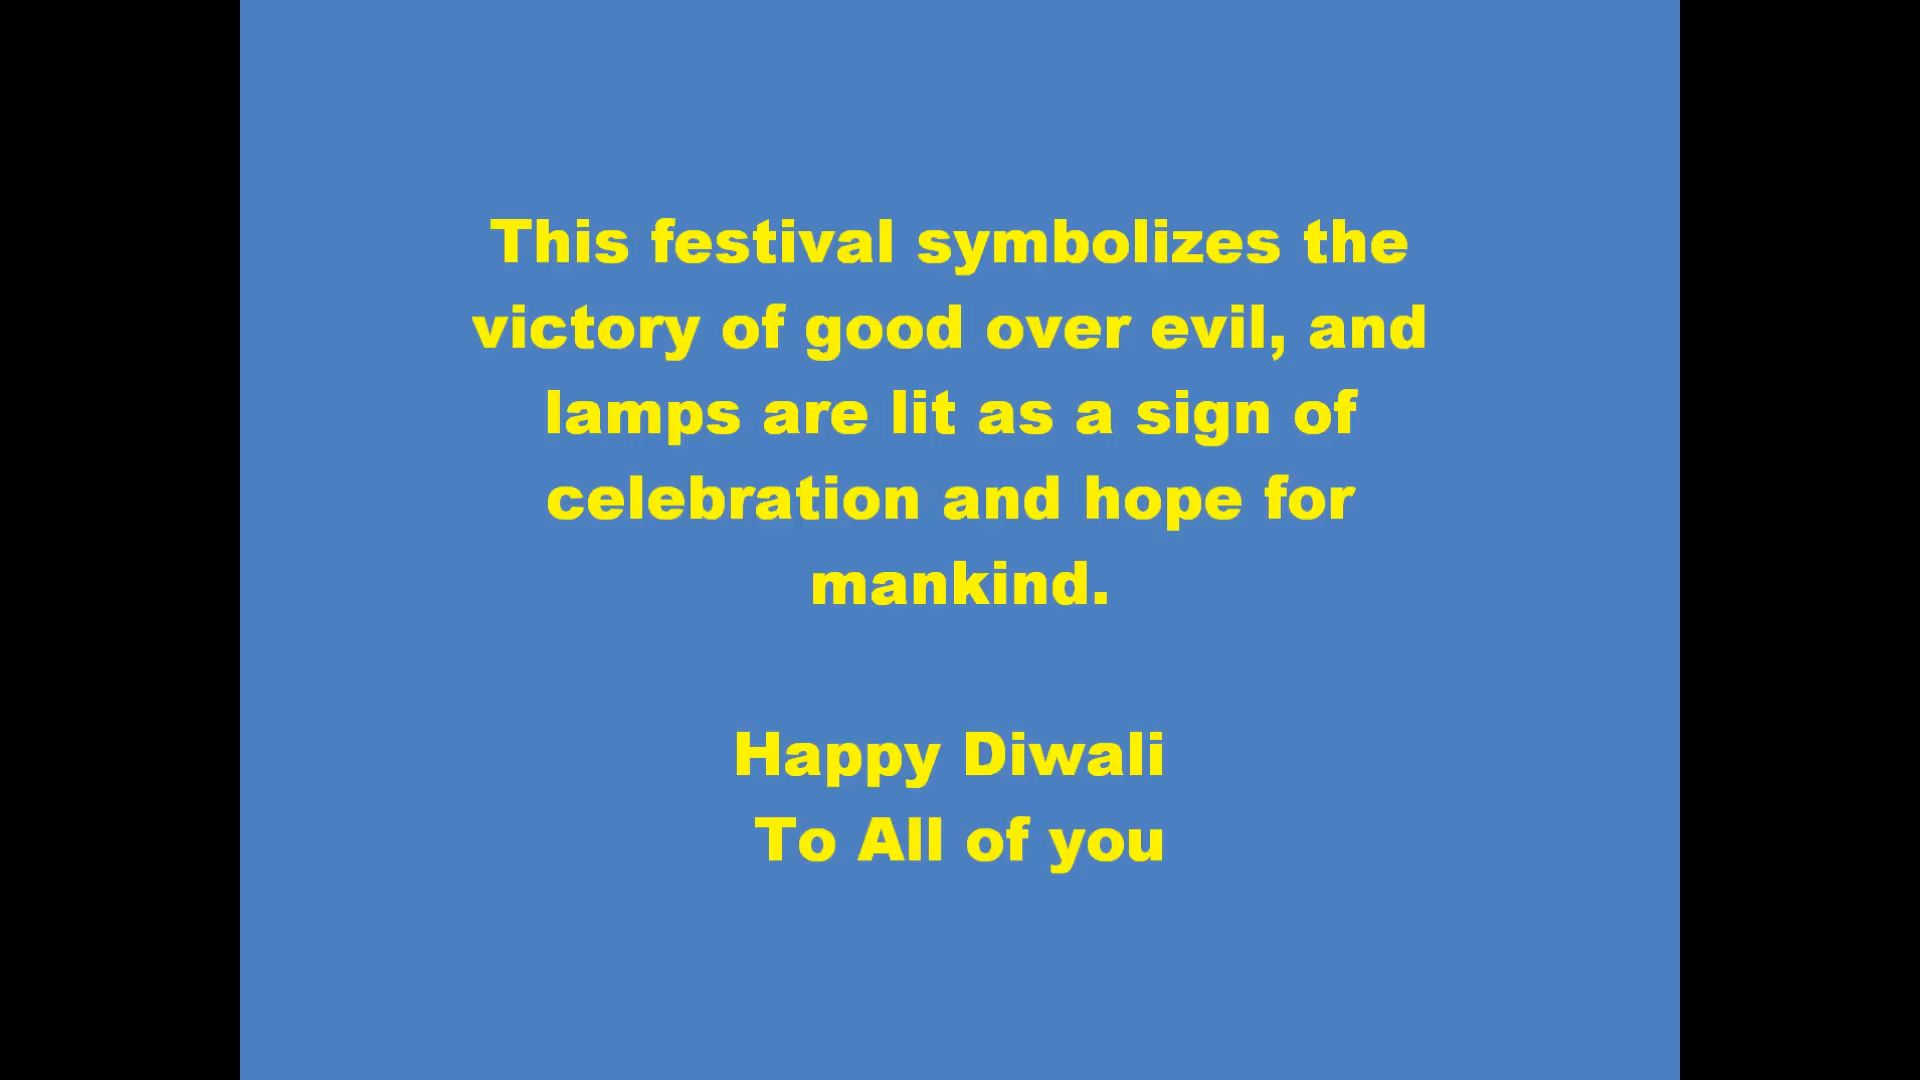 This festival symbolizes the
victory of good over evil, and
lamps are lit as a sign of
celebration and hope for
mankind.
Happy Diwali
To All of you